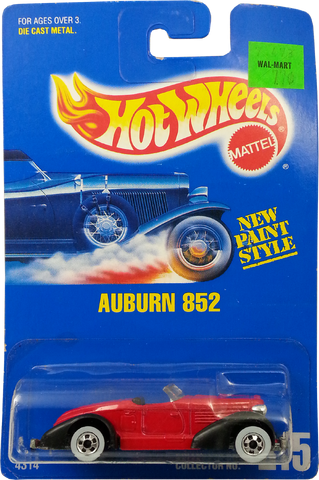 FOR AGES OVER 3.
DIE CAST METAL.
WAL-MART
HOT WHEELS
MATTEL
®
NEW
PAINT
STYLE
AUBURN 852
4314
COLLECTOR NO.
215